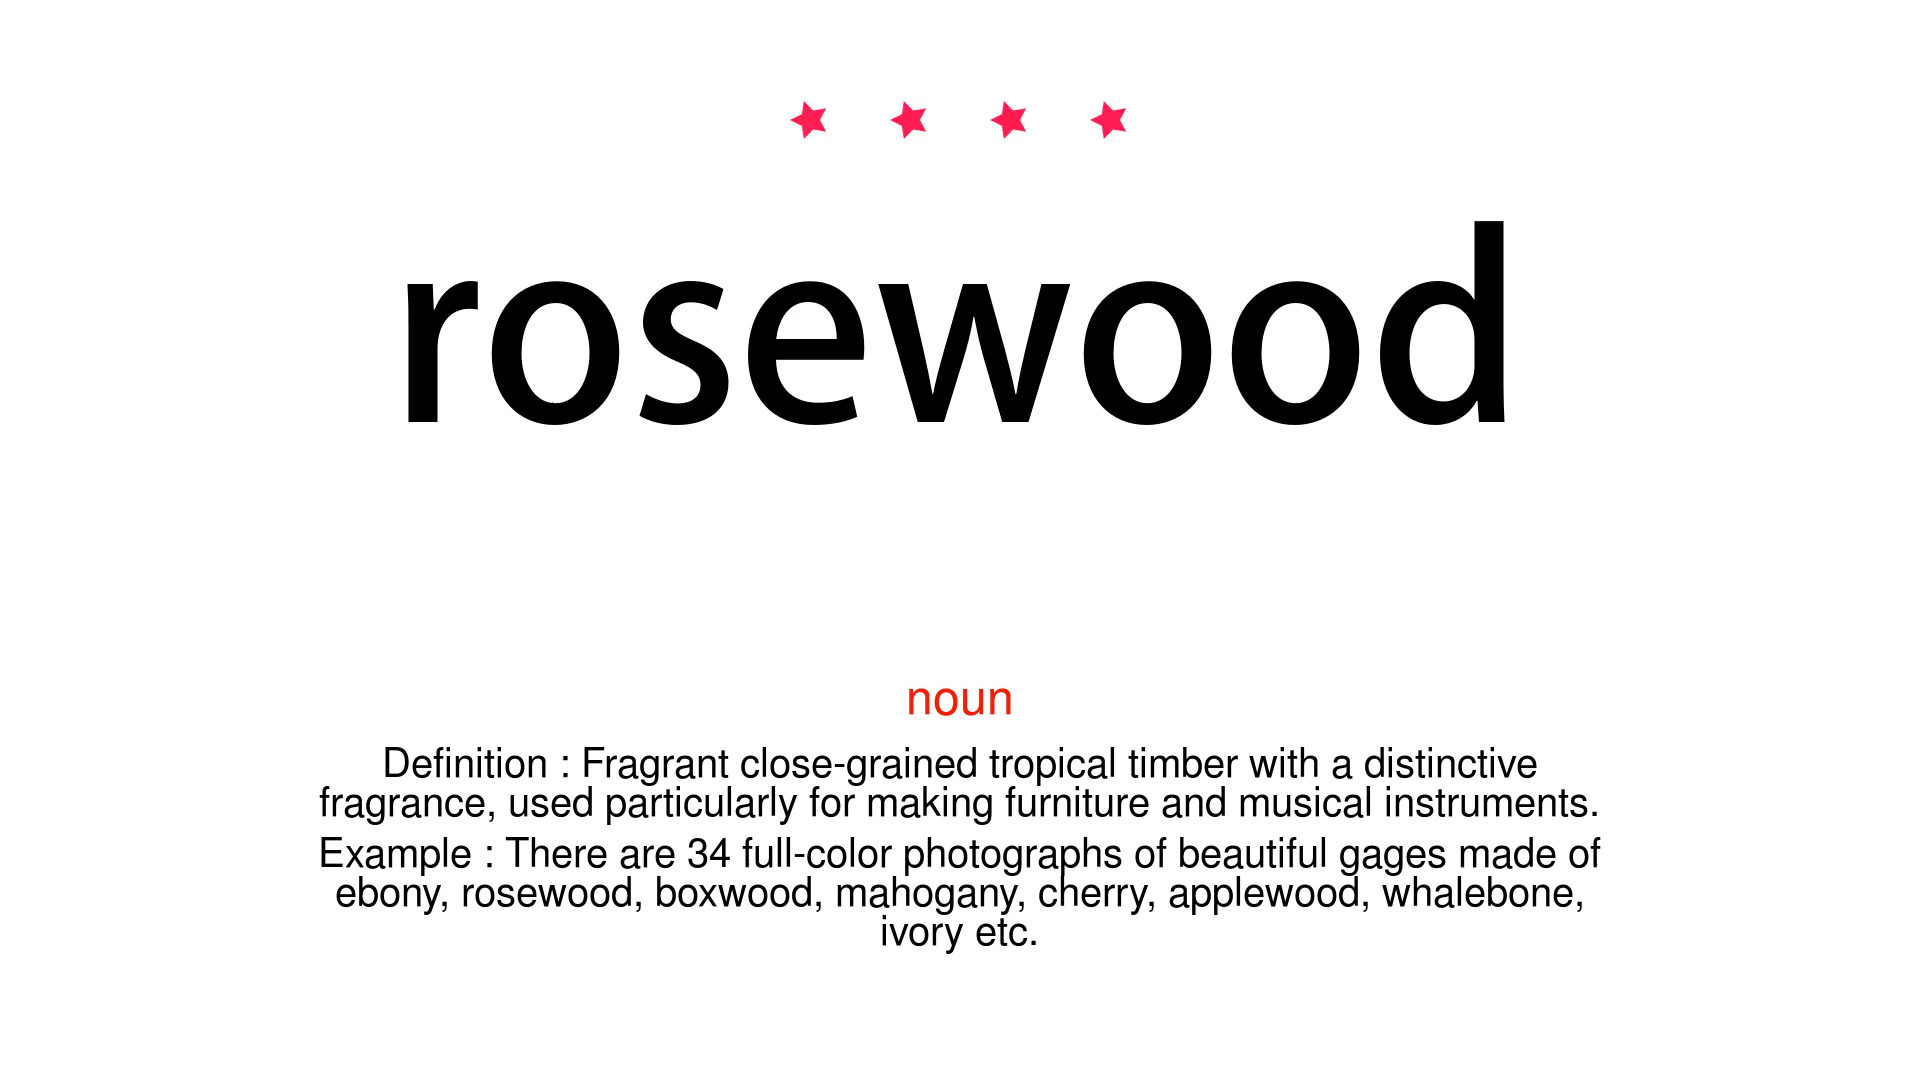 rosewood
noun
Definition : Fragrant close-grained tropical timber with a distinctive
fragrance, used particularly for making furniture and musical instruments.
Example : There are 34 full-color photographs of beautiful gages made of
ebony, rosewood, boxwood, mahogany, cherry, applewood, whalebone,
ivory etc.